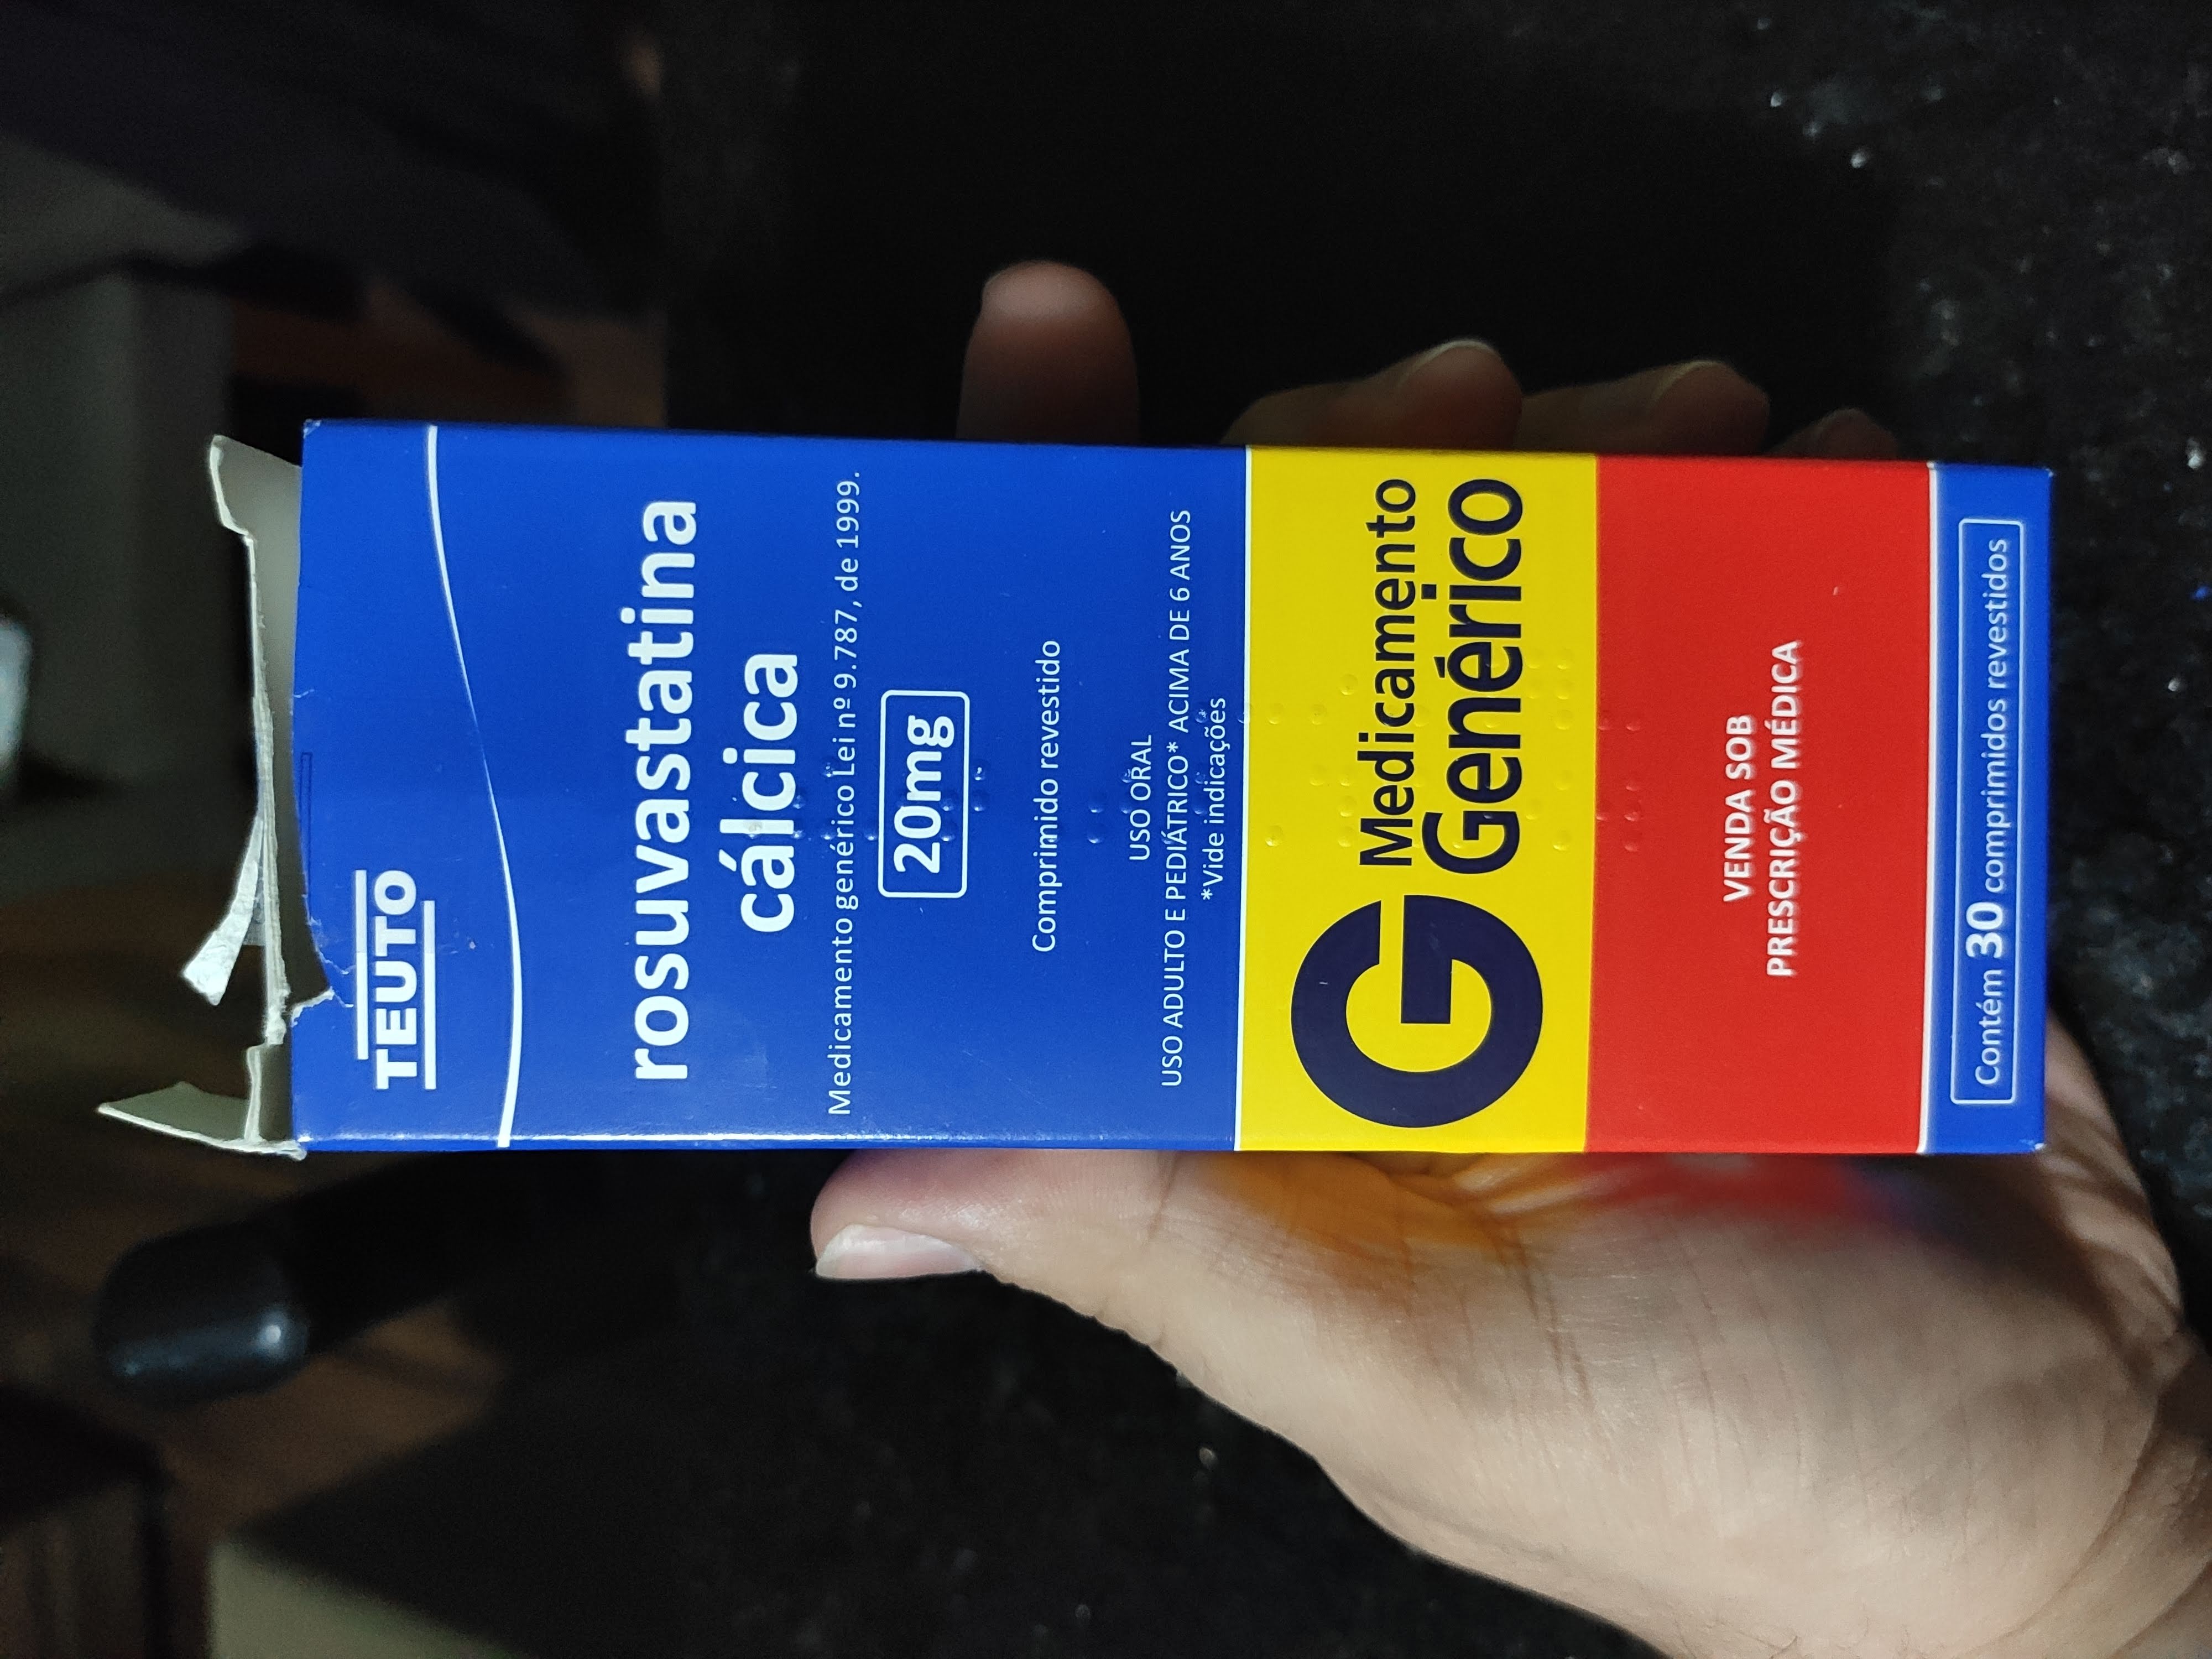 TEUTO
rosuvastatina
cálcica
Medicamento genérico Lei nº 9.787, de 1999.
20mg
Comprimido revestido
USO ORAL
USO ADULTO E PEDIÁTRICO* ACIMA DE 6 ANOS
*Vide indicações
G
Medicamento
Genérico
VENDA SOB
PRESCRIÇÃO MÉDICA
Contém 30 comprimidos revestidos